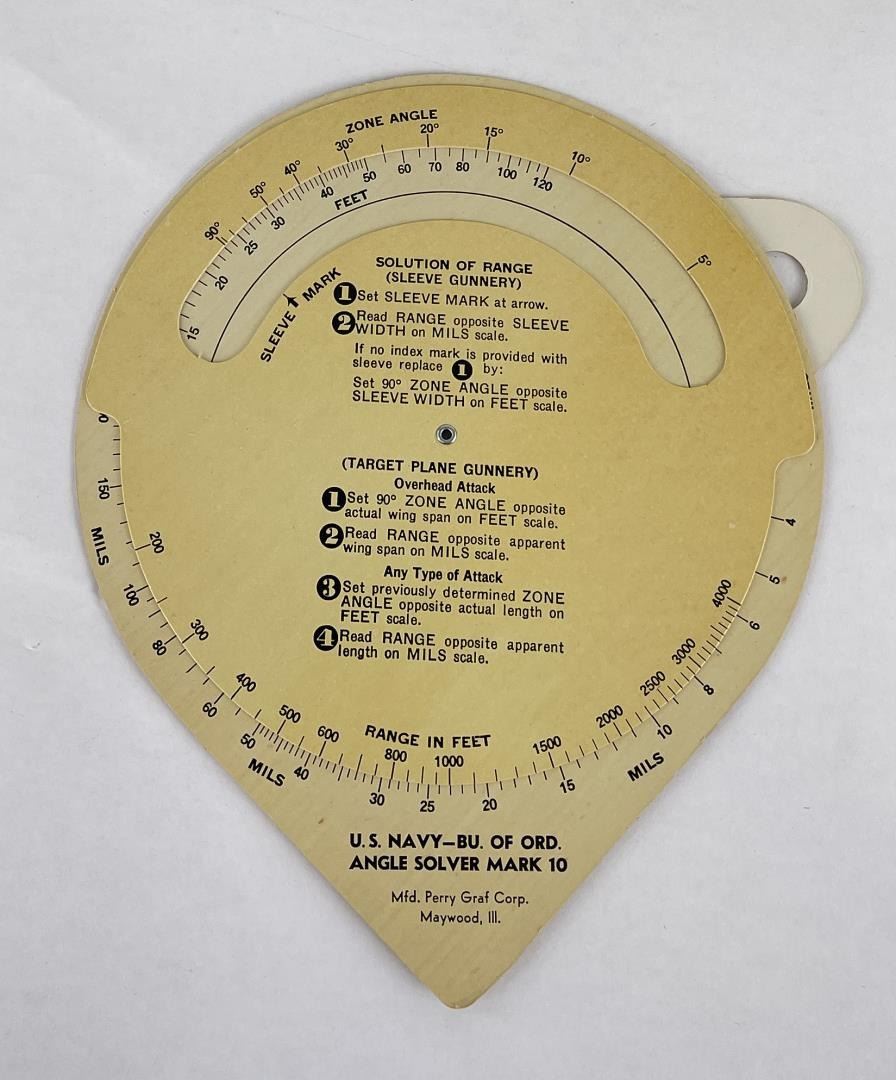 ZONE ANGLE
90° 50° 40° 30° 20° 15° 10° 5°
15 20 25 30 40 50 60 70 80 100 120
FEET
SLEEVE MARK
SOLUTION OF RANGE
(SLEEVE GUNNERY)
1 Set SLEEVE MARK at arrow.
2 Read RANGE opposite SLEEVE
WIDTH on MILS scale.
If no index mark is provided with
sleeve replace 1 by:
Set 90° ZONE ANGLE opposite
SLEEVE WIDTH on FEET scale.
(TARGET PLANE GUNNERY)
Overhead Attack
1 Set 90° ZONE ANGLE opposite
actual wing span on FEET scale.
2 Read RANGE opposite apparent
wing span on MILS scale.
Any Type of Attack
3 Set previously determined ZONE
ANGLE opposite actual length on
FEET scale.
4 Read RANGE opposite apparent
length on MILS scale.
200 300 400 500 600 800 1000 1500 2000 2500 3000 4000
RANGE IN FEET
150 100 80 60 50 40 30 25 20 15 10 8 6 5 4
MILS
MILS
MILS
U.S. NAVY—BU. OF ORD.
ANGLE SOLVER MARK 10
Mfd. Perry Graf Corp.
Maywood, Ill.